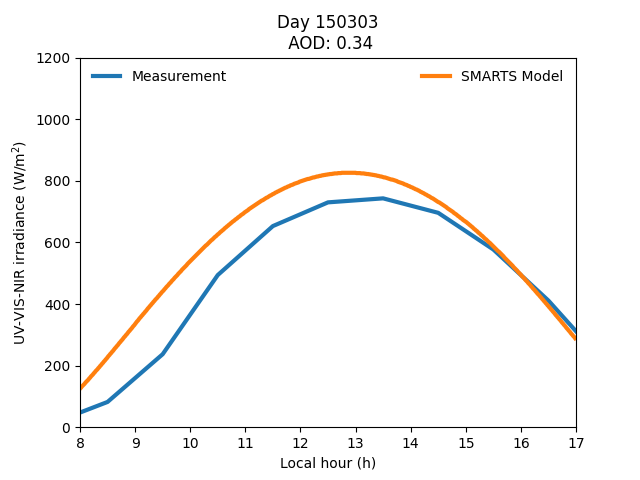 Day 150303
AOD: 0.34
Measurement
SMARTS Model
UV-VIS-NIR irradiance (W/m²)
1200
1000
800
600
400
200
0
8 9 10 11 12 13 14 15 16 17
Local hour (h)